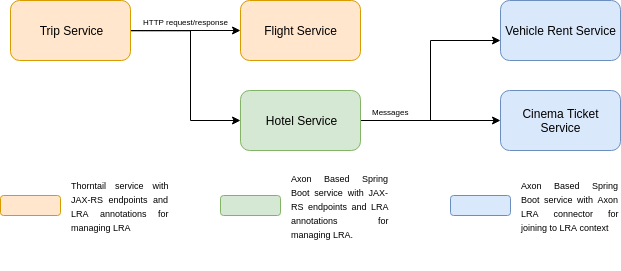 HTTP request/response
Trip Service
Flight Service
Vehicle Rent Service
Hotel Service
Messages
Cinema Ticket
Service
Thorntail service with
JAX-RS endpoints and
LRA annotations for
managing LRA
Axon Based Spring
Boot service with JAX-
RS endpoints and LRA
annotations for
managing LRA.
Axon Based Spring
Boot service with Axon
LRA connector for
joining to LRA context